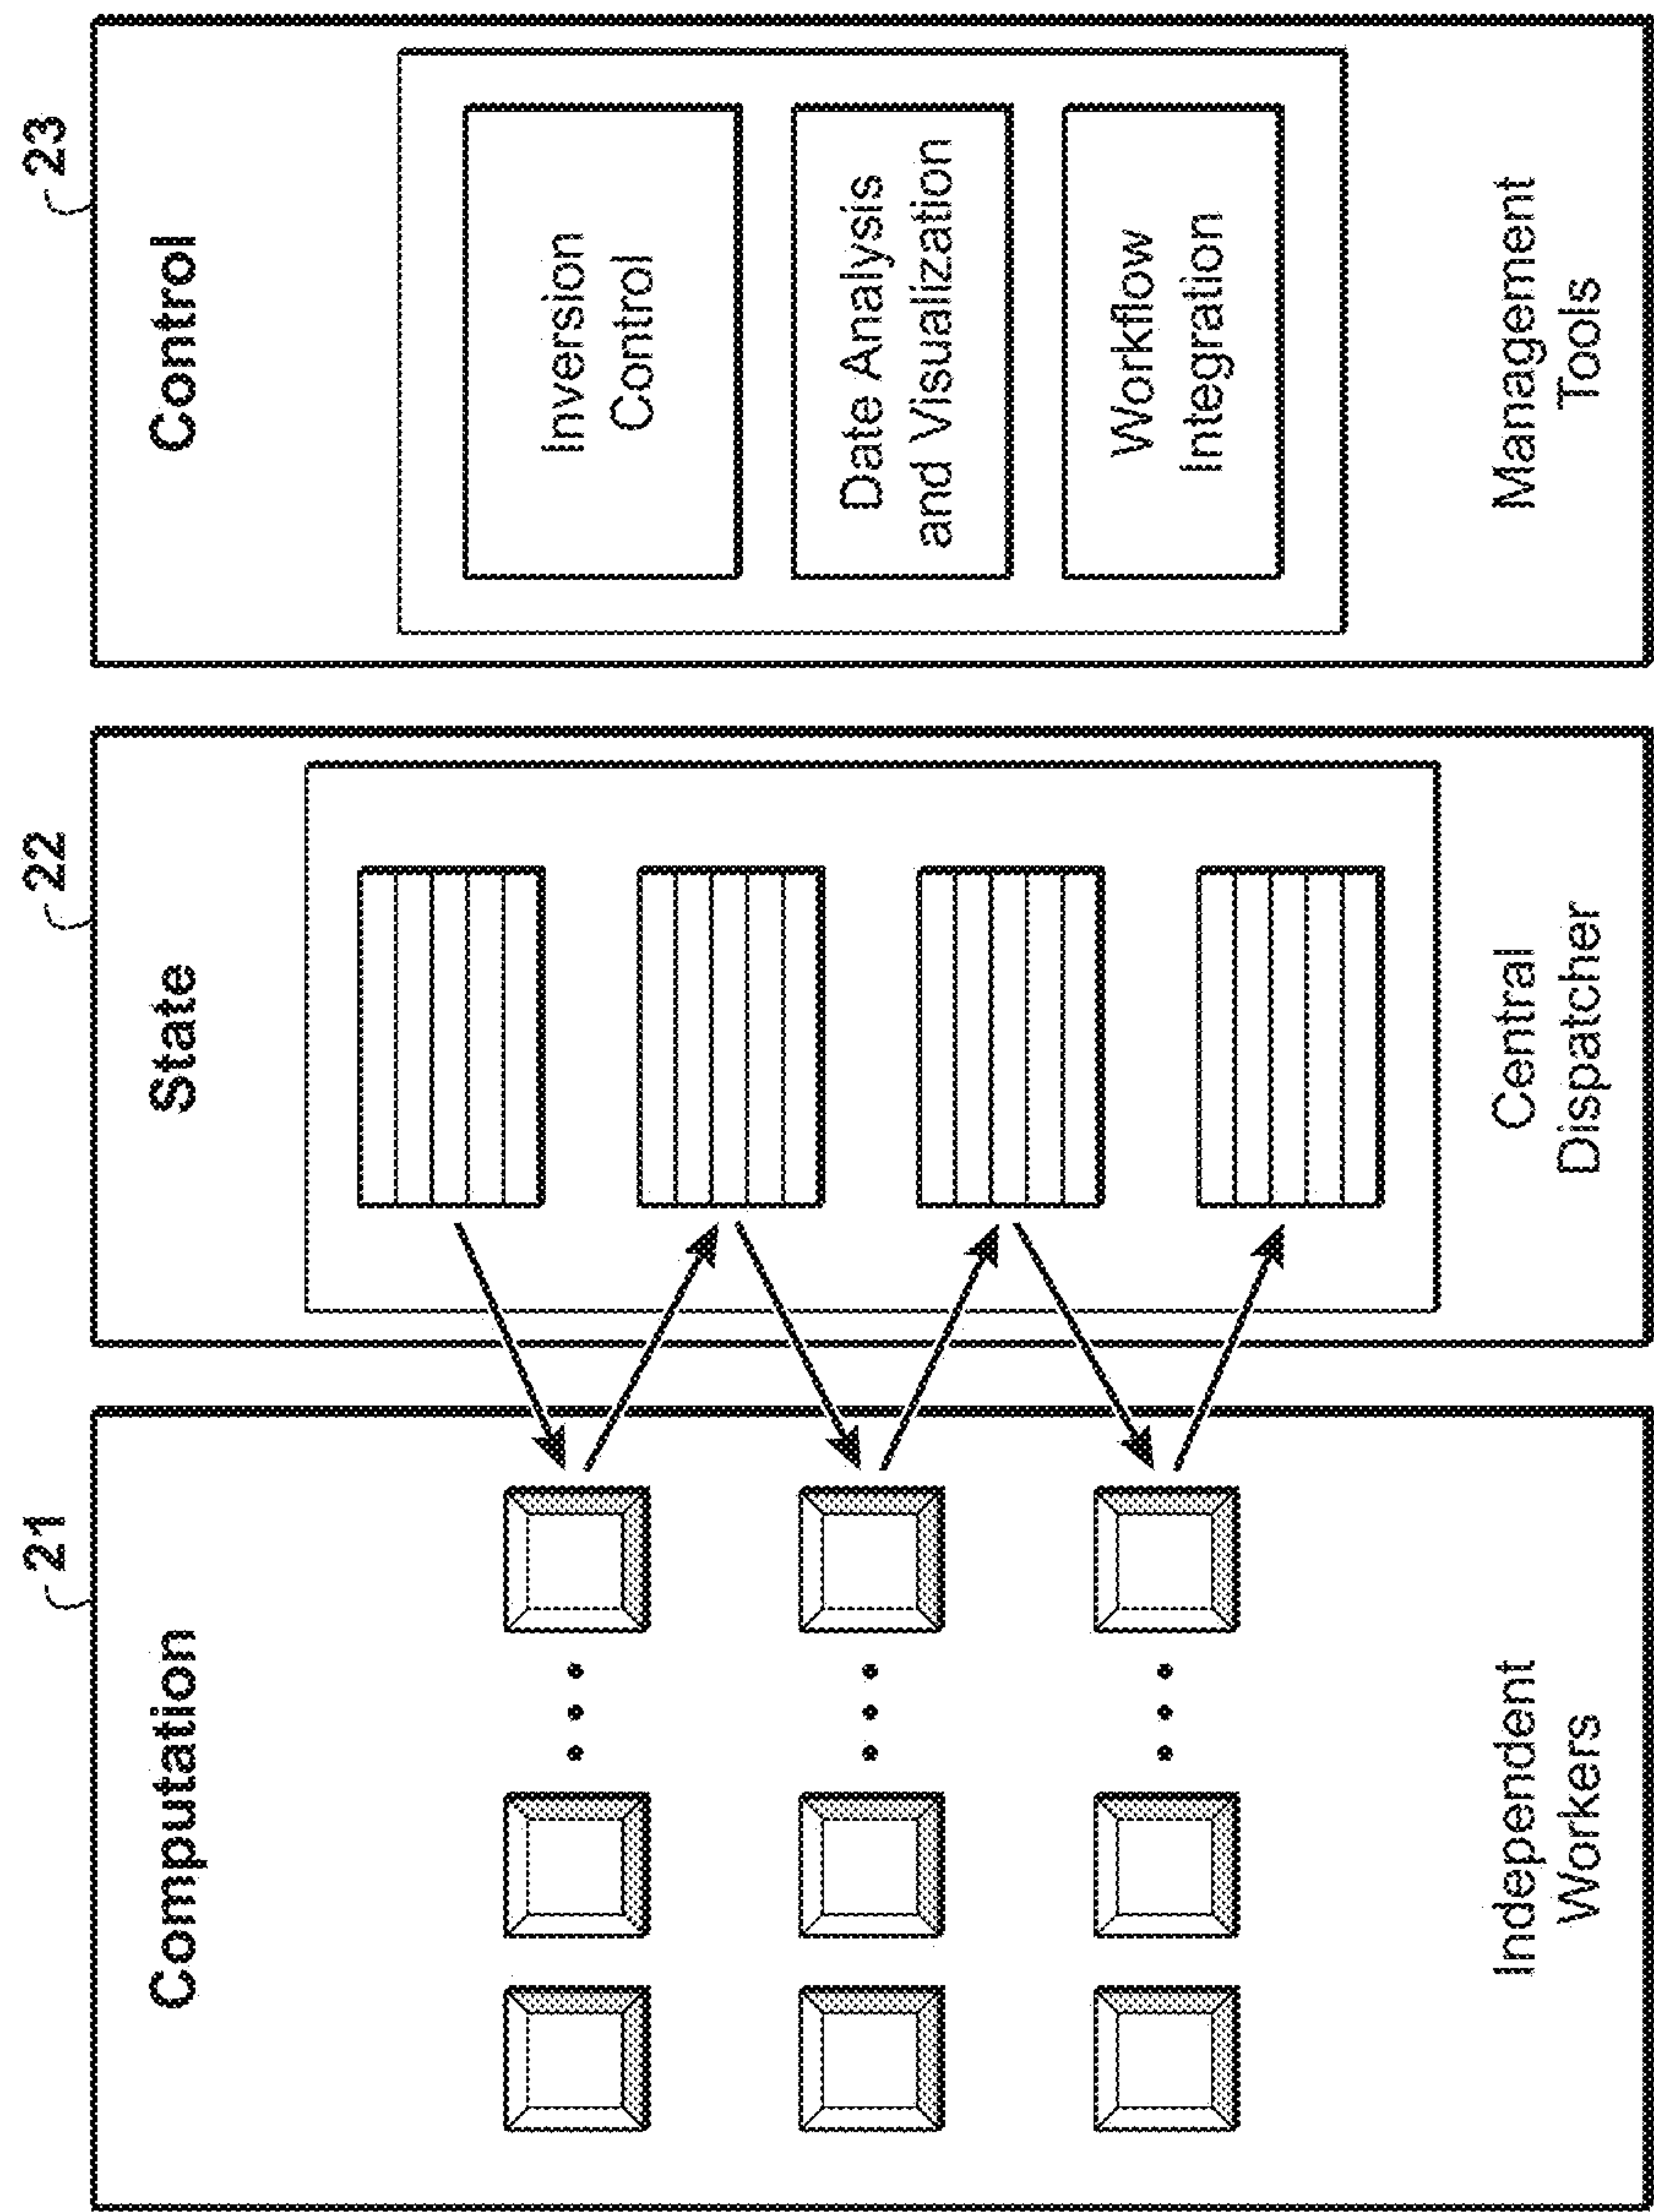 21
Computation
Independent
Workers
22
State
Central
Dispatcher
23
Control
Inversion
Control
Date Analysis
and Visualization
Workflow
Integration
Management
Tools